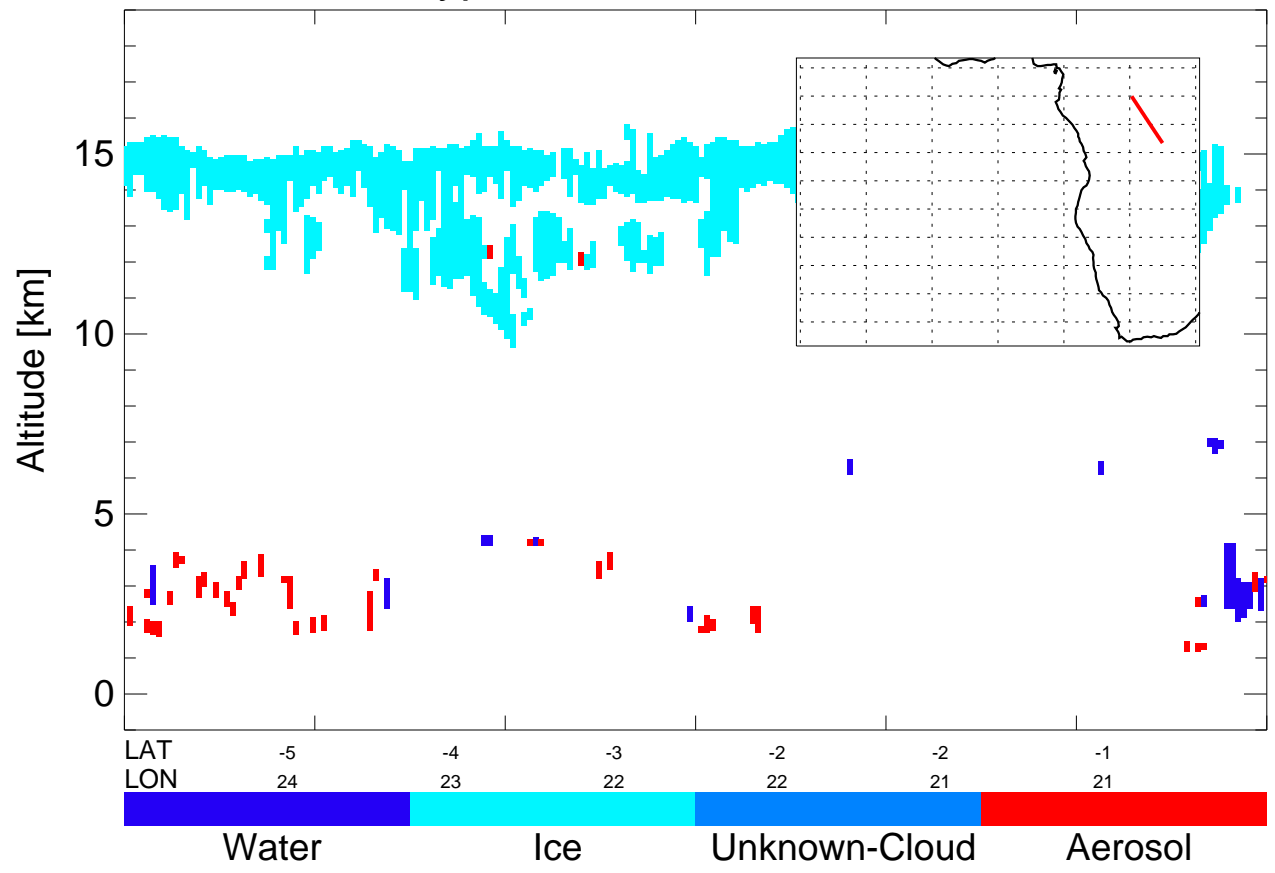 15
10
5
0
Altitude [km]
LAT -5 -4 -3 -2 -2 -1
LON 24 23 22 22 21 21
Water Ice Unknown-Cloud Aerosol